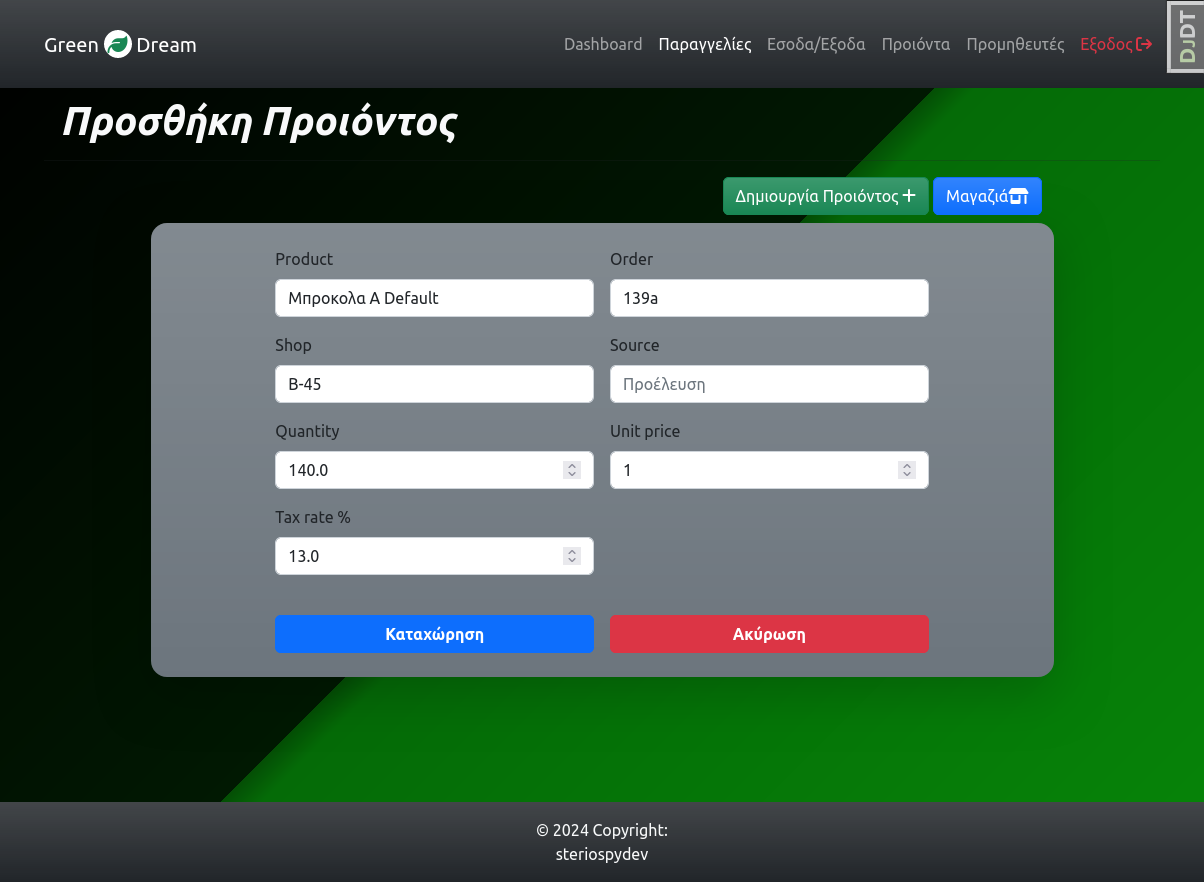 Green Dream
Dashboard Παραγγελίες Εσοδα/Εξοδα Προιόντα Προμηθευτές Εξοδος
DjDT
Προσθήκη Προιόντος
Δημιουργία Προιόντος Μαγαζιά
Product Order
Μπροκολα Α Default 139a
Shop Source
Β-45 Προέλευση
Quantity Unit price
140.0 1
Tax rate %
13.0
Καταχώρηση Ακύρωση
© 2024 Copyright:
steriospydev